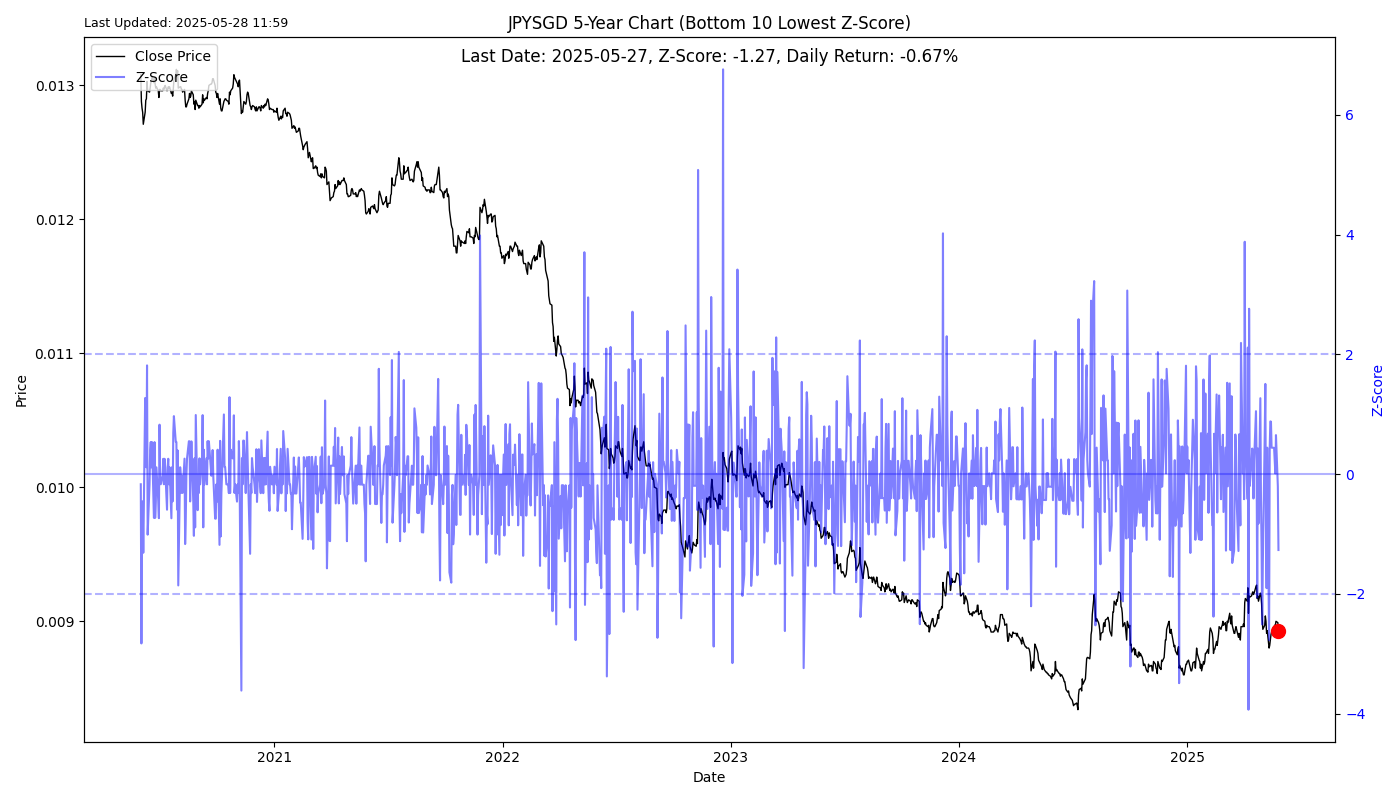 Last Updated: 2025-05-28 11:59
JPYSGD 5-Year Chart (Bottom 10 Lowest Z-Score)
Last Date: 2025-05-27, Z-Score: -1.27, Daily Return: -0.67%
Close Price
Z-Score
0.013
0.012
0.011
0.010
0.009
Price
6
4
2
0
−2
−4
Z-Score
2021
2022
2023
2024
2025
Date